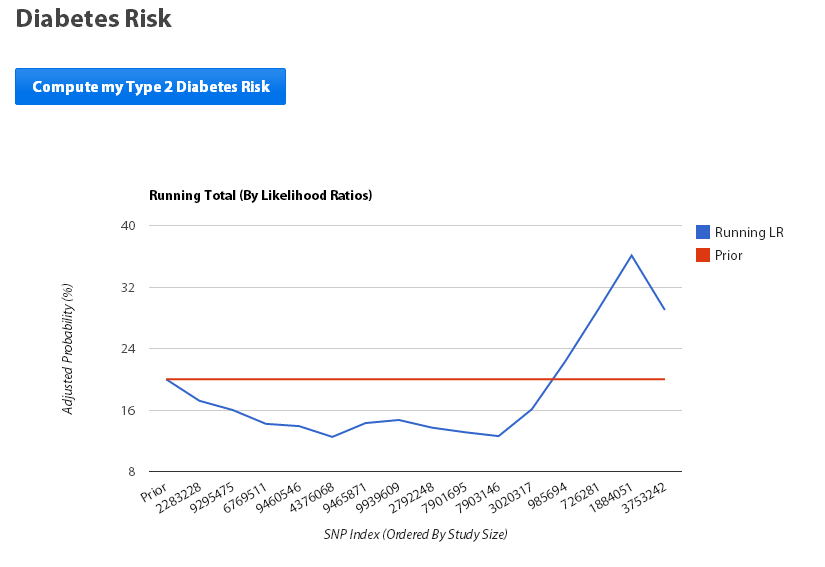 Diabetes Risk
Compute my Type 2 Diabetes Risk
Running Total (By Likelihood Ratios)
40
32
24
16
8
Adjusted Probability (%)
Running LR
Prior
Prior
2283228
9295475
6769511
9460546
4376068
9465871
9939609
2792248
7901695
7903146
3020317
985694
726281
1884051
3753242
SNP Index (Ordered By Study Size)